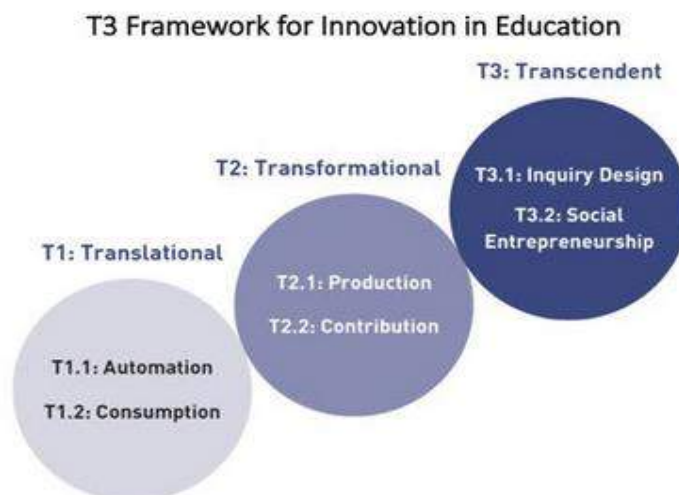 T3 Framework for Innovation in Education
T3: Transcendent
T3.1: Inquiry Design
T3.2: Social
Entrepreneurship
T2: Transformational
T2.1: Production
T2.2: Contribution
T1: Translational
T1.1: Automation
T1.2: Consumption